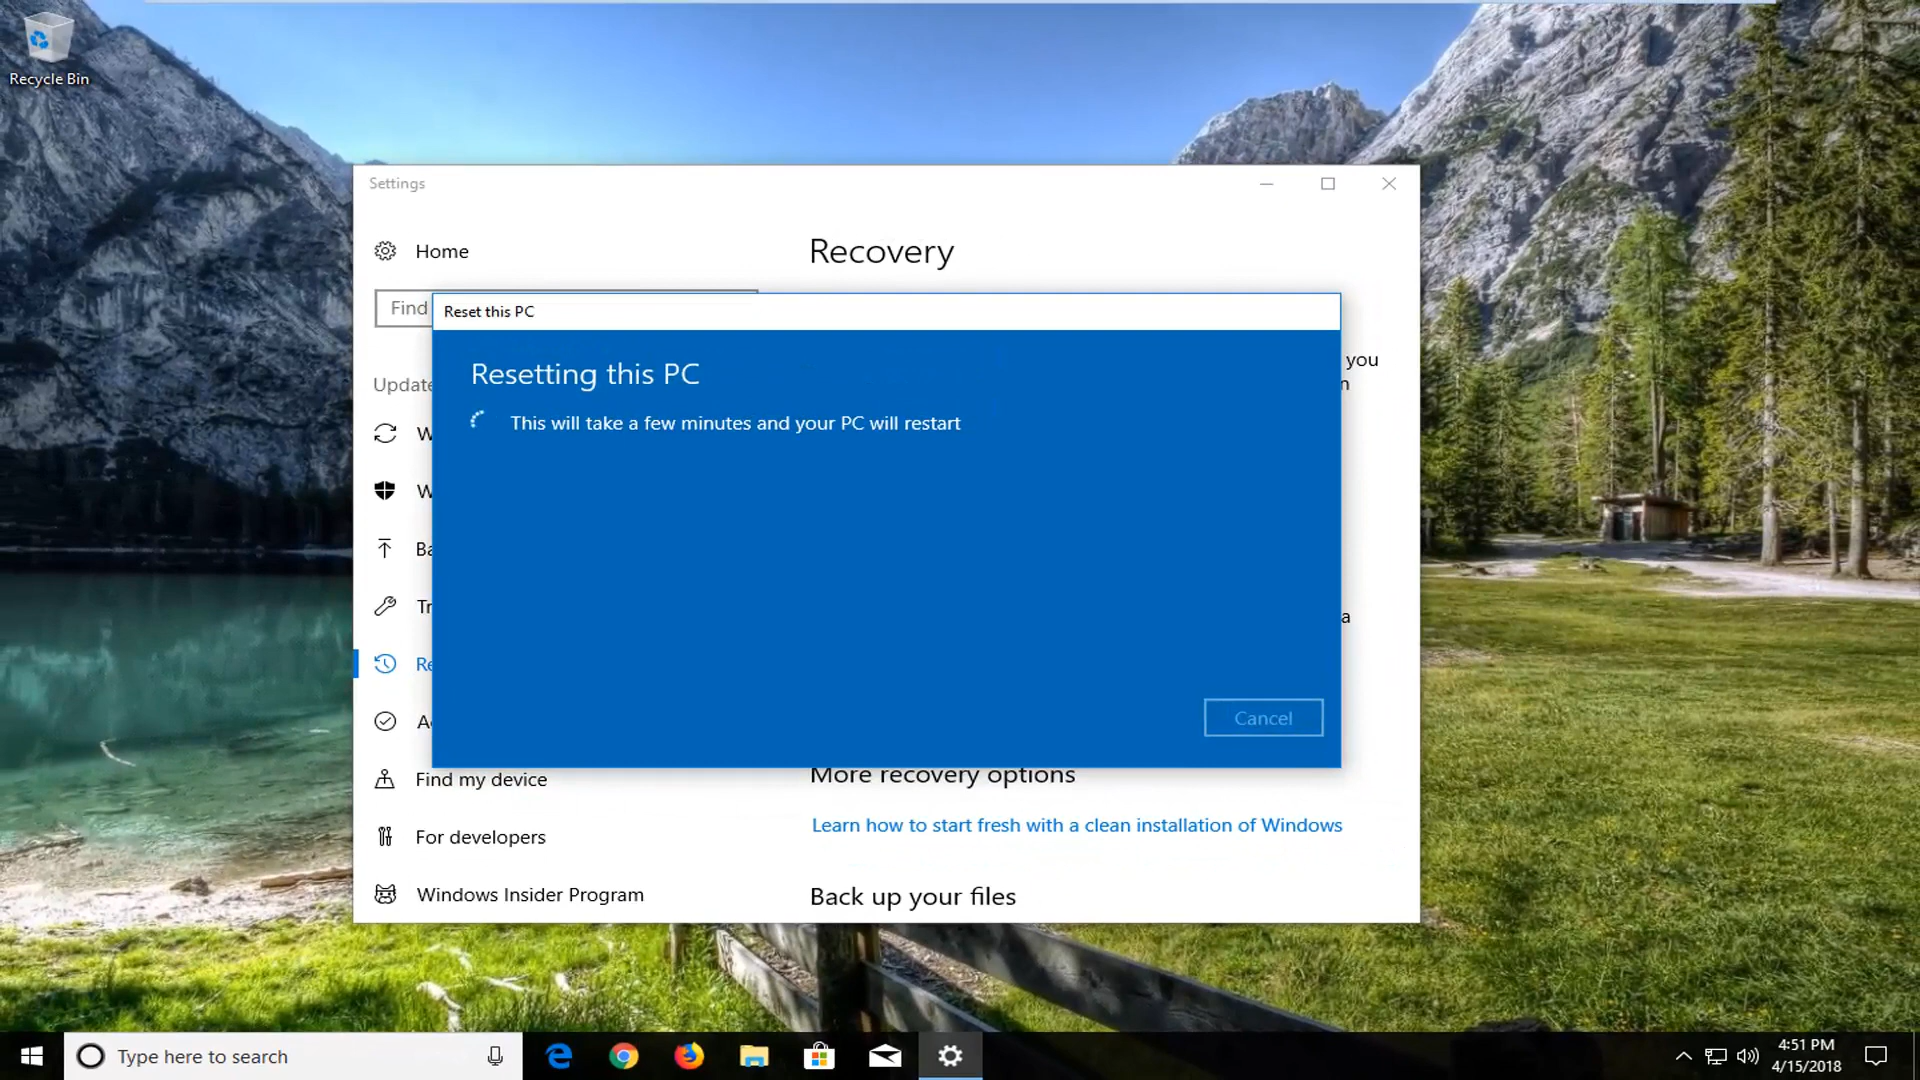 Recycle Bin
Settings
Home
Recovery
Find
Reset this PC
Resetting this PC
This will take a few minutes and your PC will restart
you
Update
Cancel
a
Find my device
More recovery options
For developers
Learn how to start fresh with a clean installation of Windows
Windows Insider Program
Back up your files
Type here to search
4:51 PM
4/15/2018